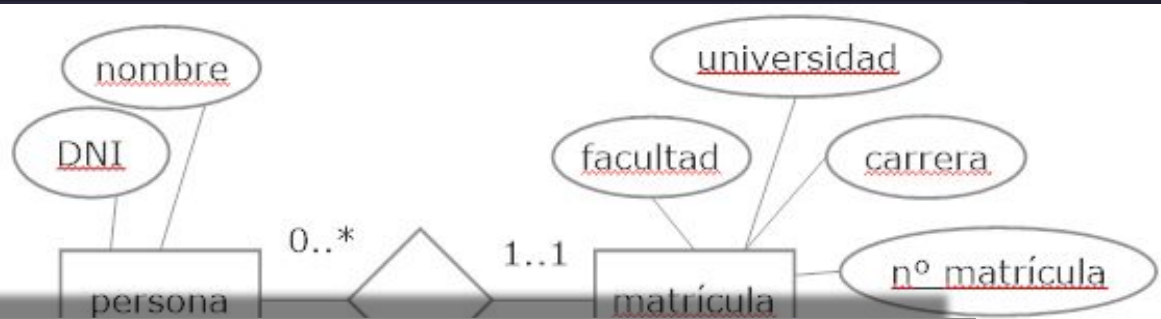 nombre
universidad
DNI
facultad
carrera
0..*
1..1
nº matrícula
persona
matrícula